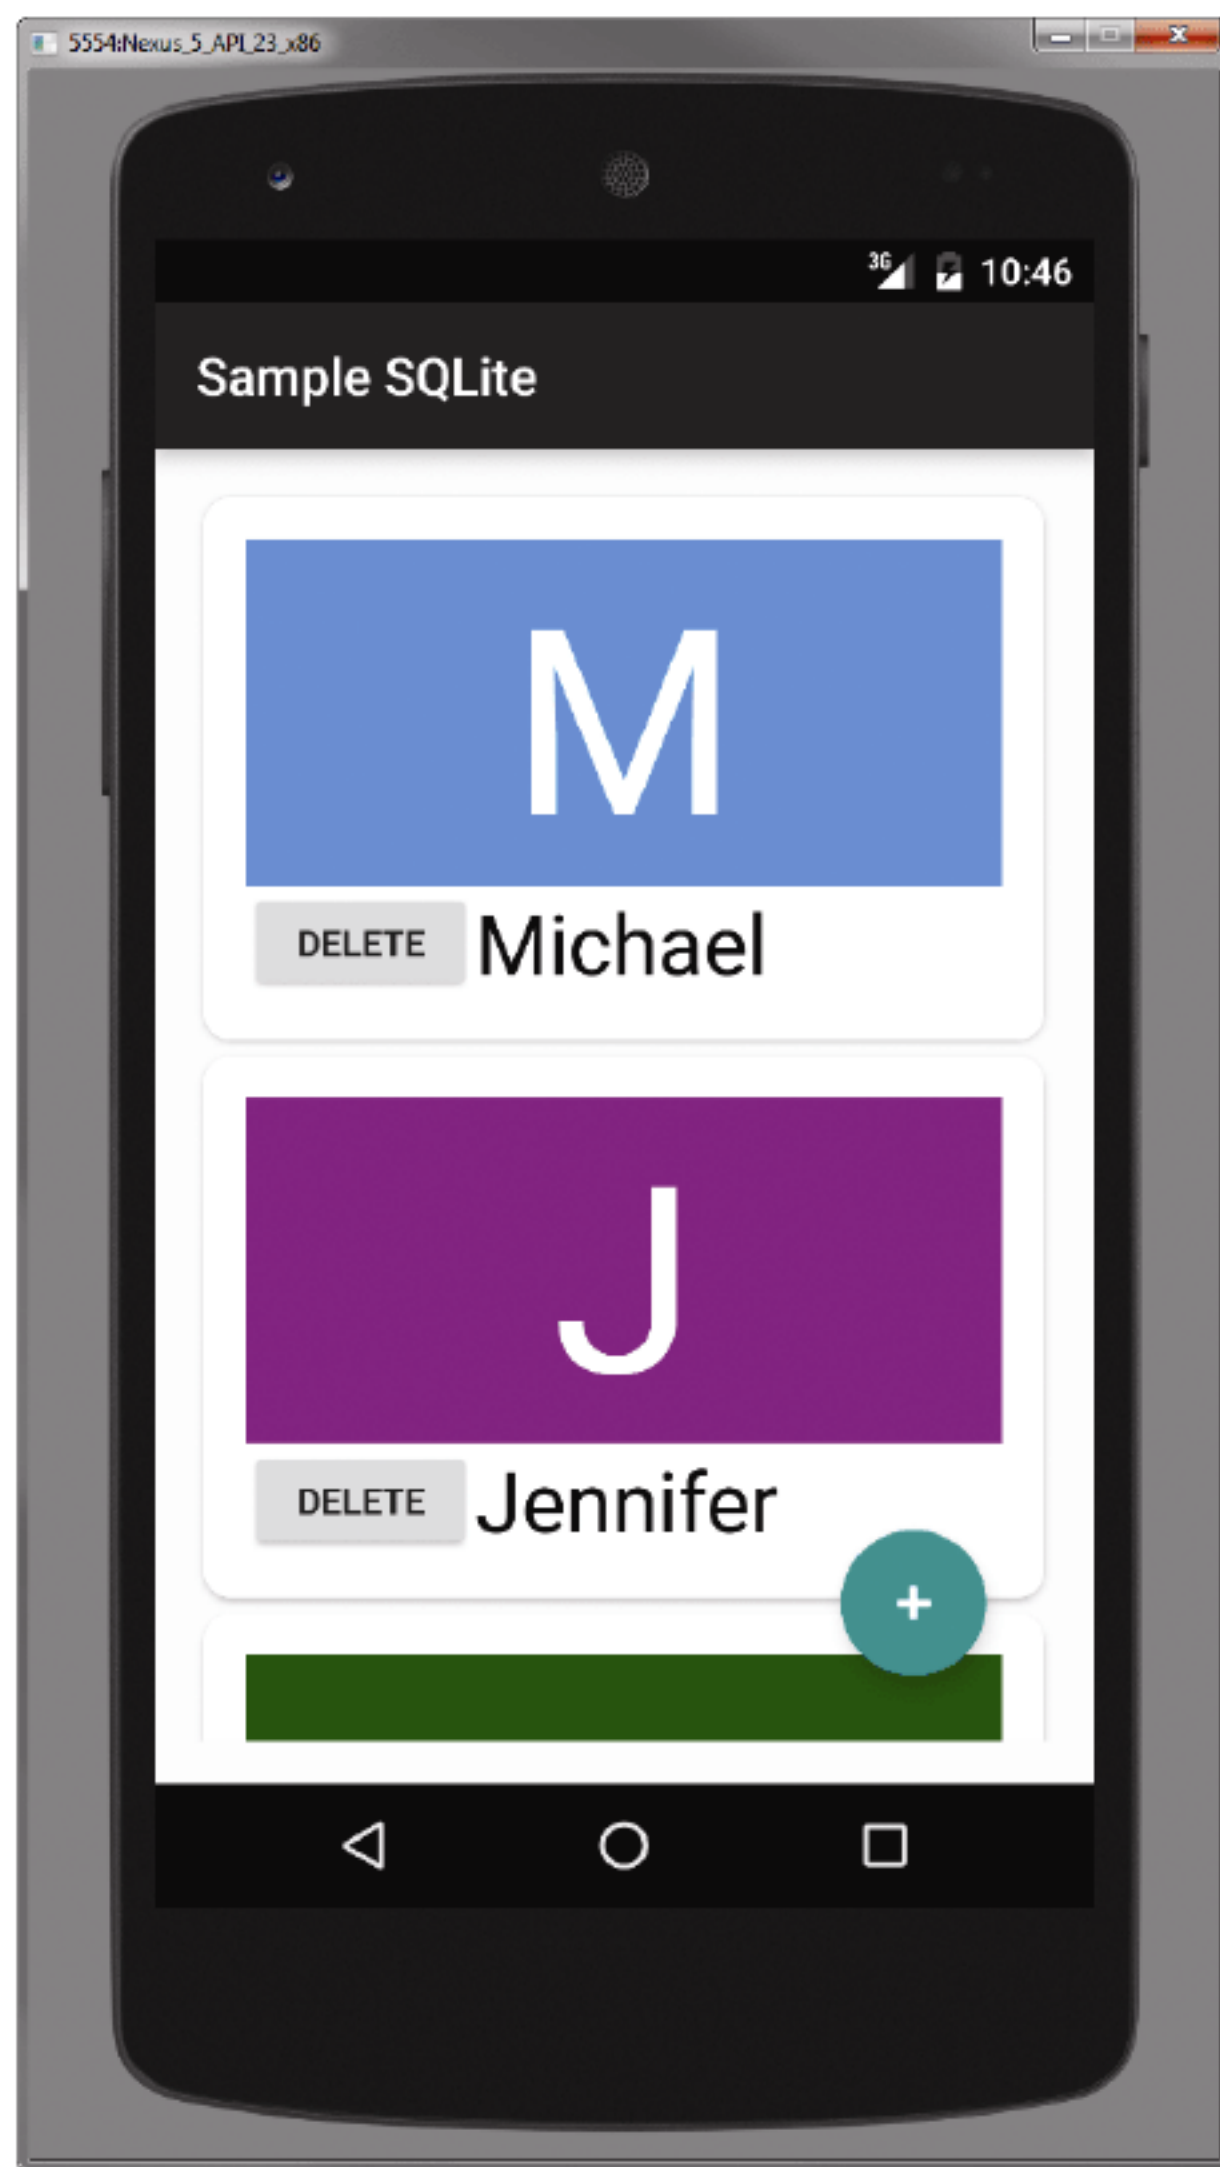 5554:Nexus_5_API_23_x86
3G 10:46
Sample SQLite
M
DELETE Michael
J
DELETE Jennifer
+